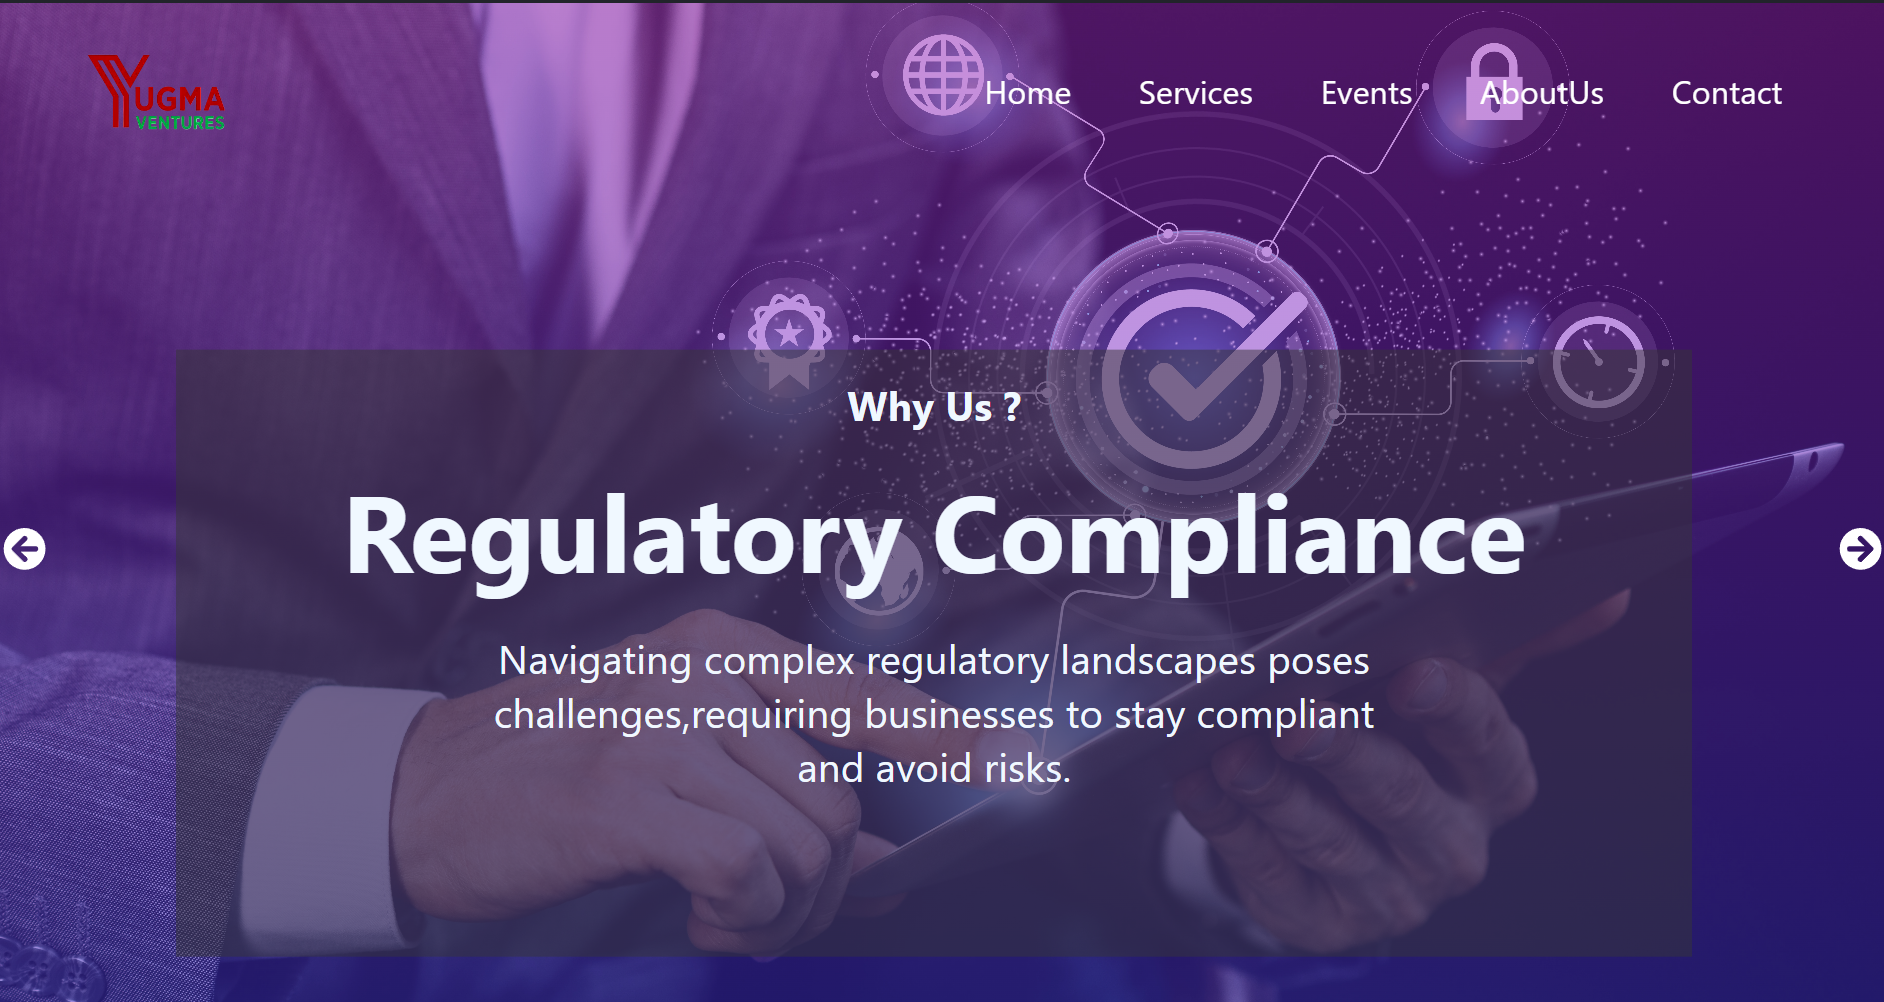 YUGMA
VENTURES
Home Services Events AboutUs Contact
Why Us ?
Regulatory Compliance
Navigating complex regulatory landscapes poses
challenges,requiring businesses to stay compliant
and avoid risks.